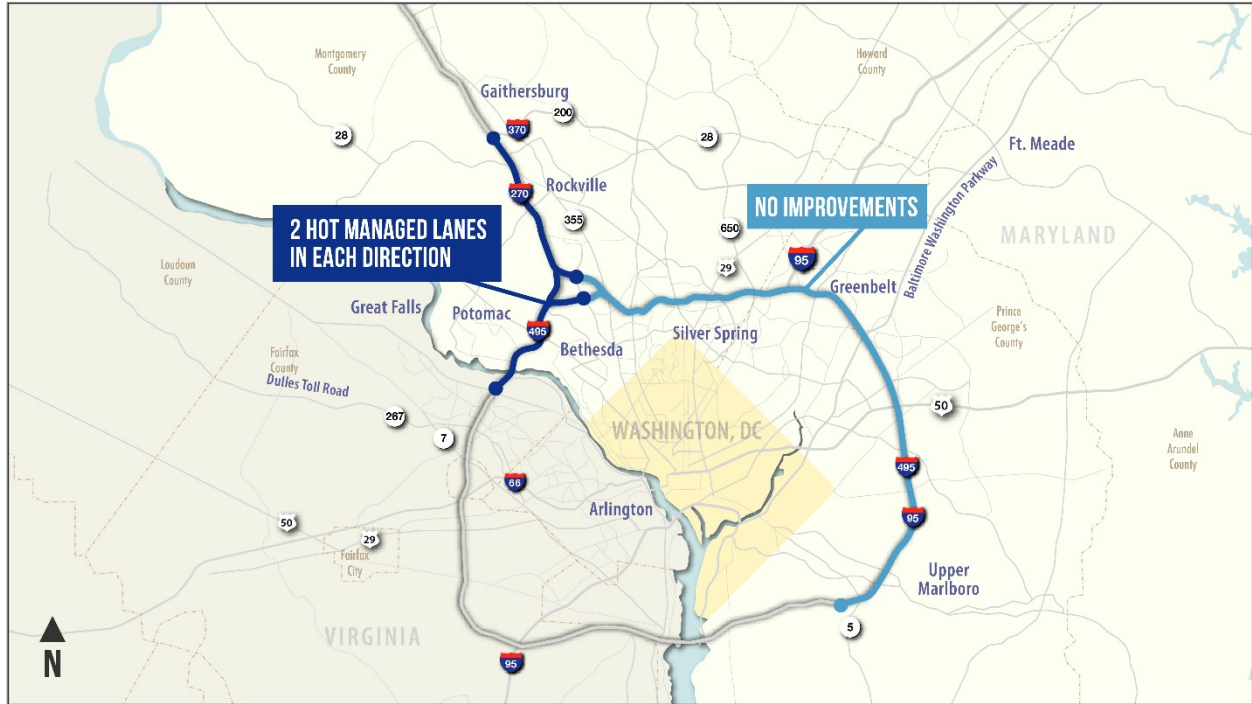 Montgomery
County
Howard
County
Gaithersburg
200
370
28
28
Ft. Meade
270
Rockville
NO IMPROVEMENTS
355
650
2 HOT MANAGED LANES
IN EACH DIRECTION
29
95
Baltimore Washington Parkway
MARYLAND
Loudoun
County
Greenbelt
Great Falls
Potomac
495
Silver Spring
Prince
George's
County
Bethesda
Fairfax
County
Dulles Toll Road
267
7
50
WASHINGTON, DC
Anne
Arundel
County
66
495
Arlington
95
50
29
Fairfax
City
Upper
Marlboro
5
VIRGINIA
N
95